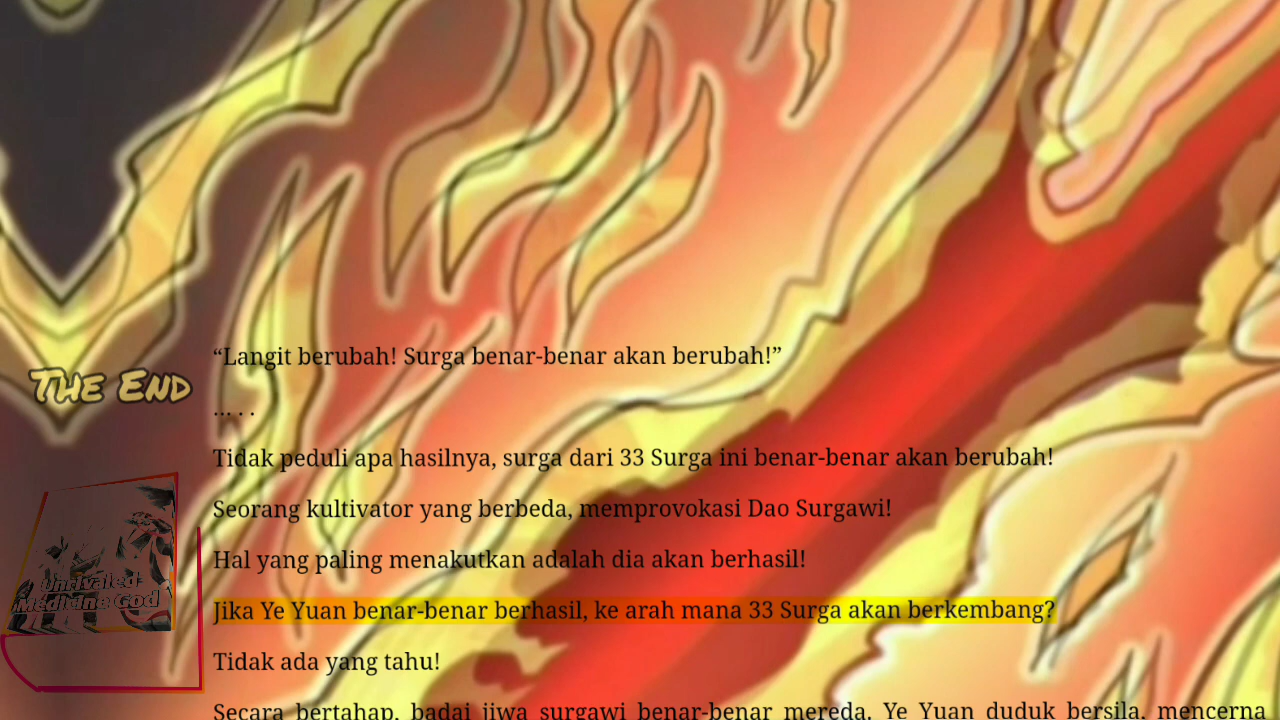 “Langit berubah! Surga benar-benar akan berubah!”
The End
... . .
Tidak peduli apa hasilnya, surga dari 33 Surga ini benar-benar akan berubah!
Seorang kultivator yang berbeda, memprovokasi Dao Surgawi!
Hal yang paling menakutkan adalah dia akan berhasil!
Unrivaled
Medicine God
Jika Ye Yuan benar-benar berhasil, ke arah mana 33 Surga akan berkembang?
Tidak ada yang tahu!
Secara bertahap, badai jiwa surgawi benar-benar mereda. Ye Yuan duduk bersila, mencerna